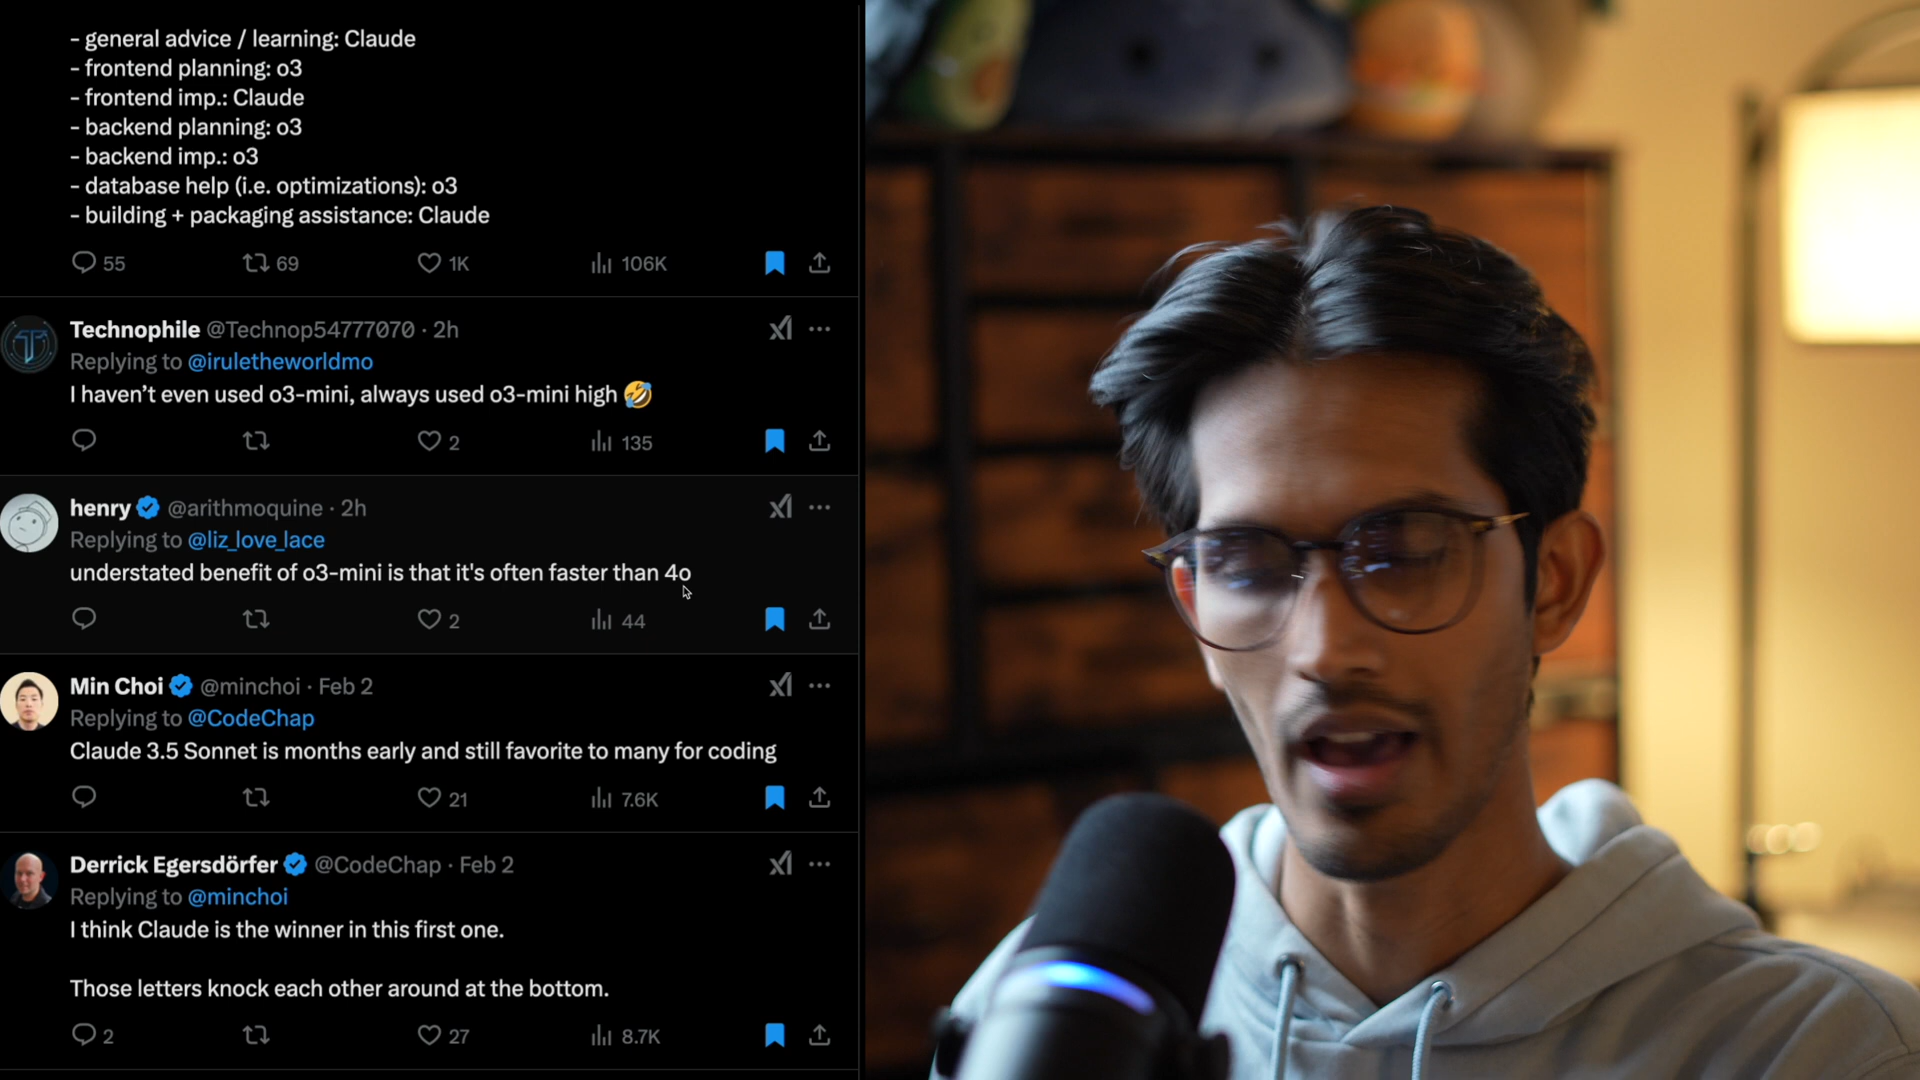 - general advice / learning: Claude
- frontend planning: o3
- frontend imp.: Claude
- backend planning: o3
- backend imp.: o3
- database help (i.e. optimizations): o3
- building + packaging assistance: Claude
55 69 1K 106K
Technophile @Technop54777070 · 2h
Replying to @iruletheworldmo
I haven't even used o3-mini, always used o3-mini high 🤣
2 135
henry @arithmoquine · 2h
Replying to @liz_love_lace
understated benefit of o3-mini is that it's often faster than 4o
2 44
Min Choi @minchoi · Feb 2
Replying to @CodeChap
Claude 3.5 Sonnet is months early and still favorite to many for coding
21 7.6K
Derrick Egersdörfer @CodeChap · Feb 2
Replying to @minchoi
I think Claude is the winner in this first one.
Those letters knock each other around at the bottom.
2 27 8.7K